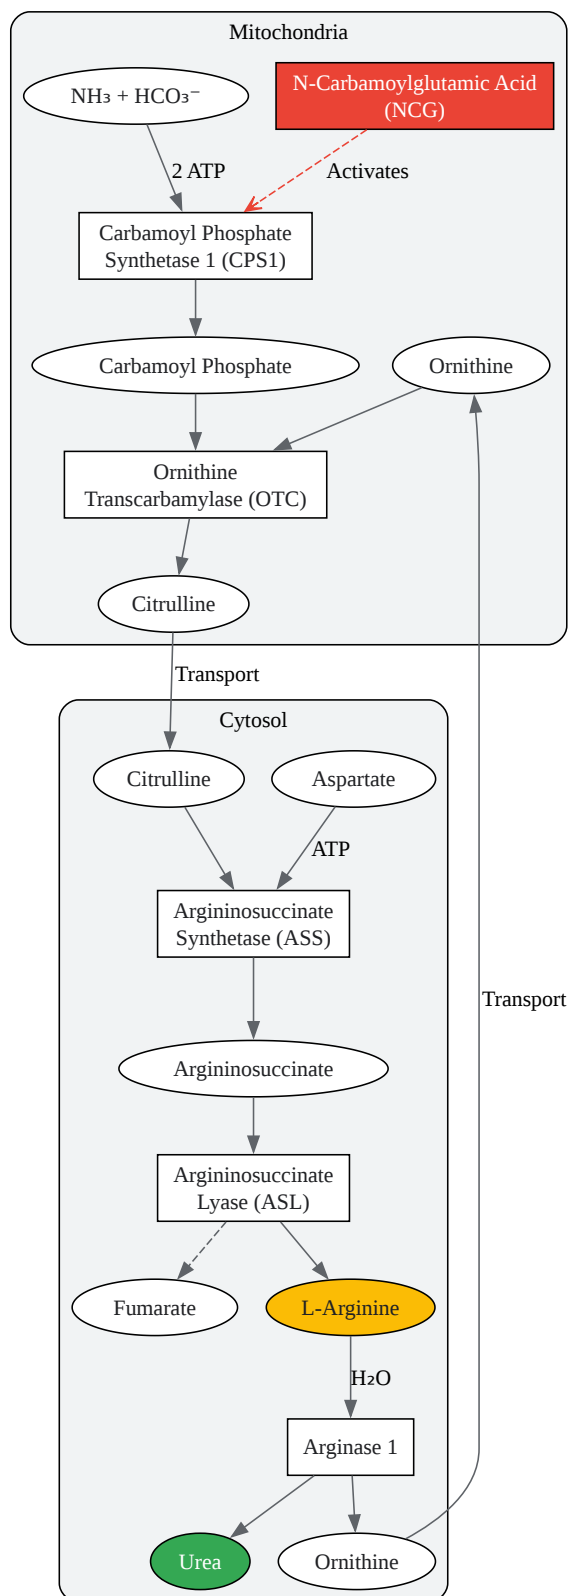 Mitochondria
NH₃ + HCO₃⁻
N-Carbamoylglutamic Acid
(NCG)
2 ATP
Activates
Carbamoyl Phosphate
Synthetase 1 (CPS1)
Carbamoyl Phosphate
Ornithine
Ornithine
Transcarbamylase (OTC)
Citrulline
Transport
Cytosol
Citrulline
Aspartate
ATP
Argininosuccinate
Synthetase (ASS)
Transport
Argininosuccinate
Argininosuccinate
Lyase (ASL)
Fumarate
L-Arginine
H₂O
Arginase 1
Urea
Ornithine